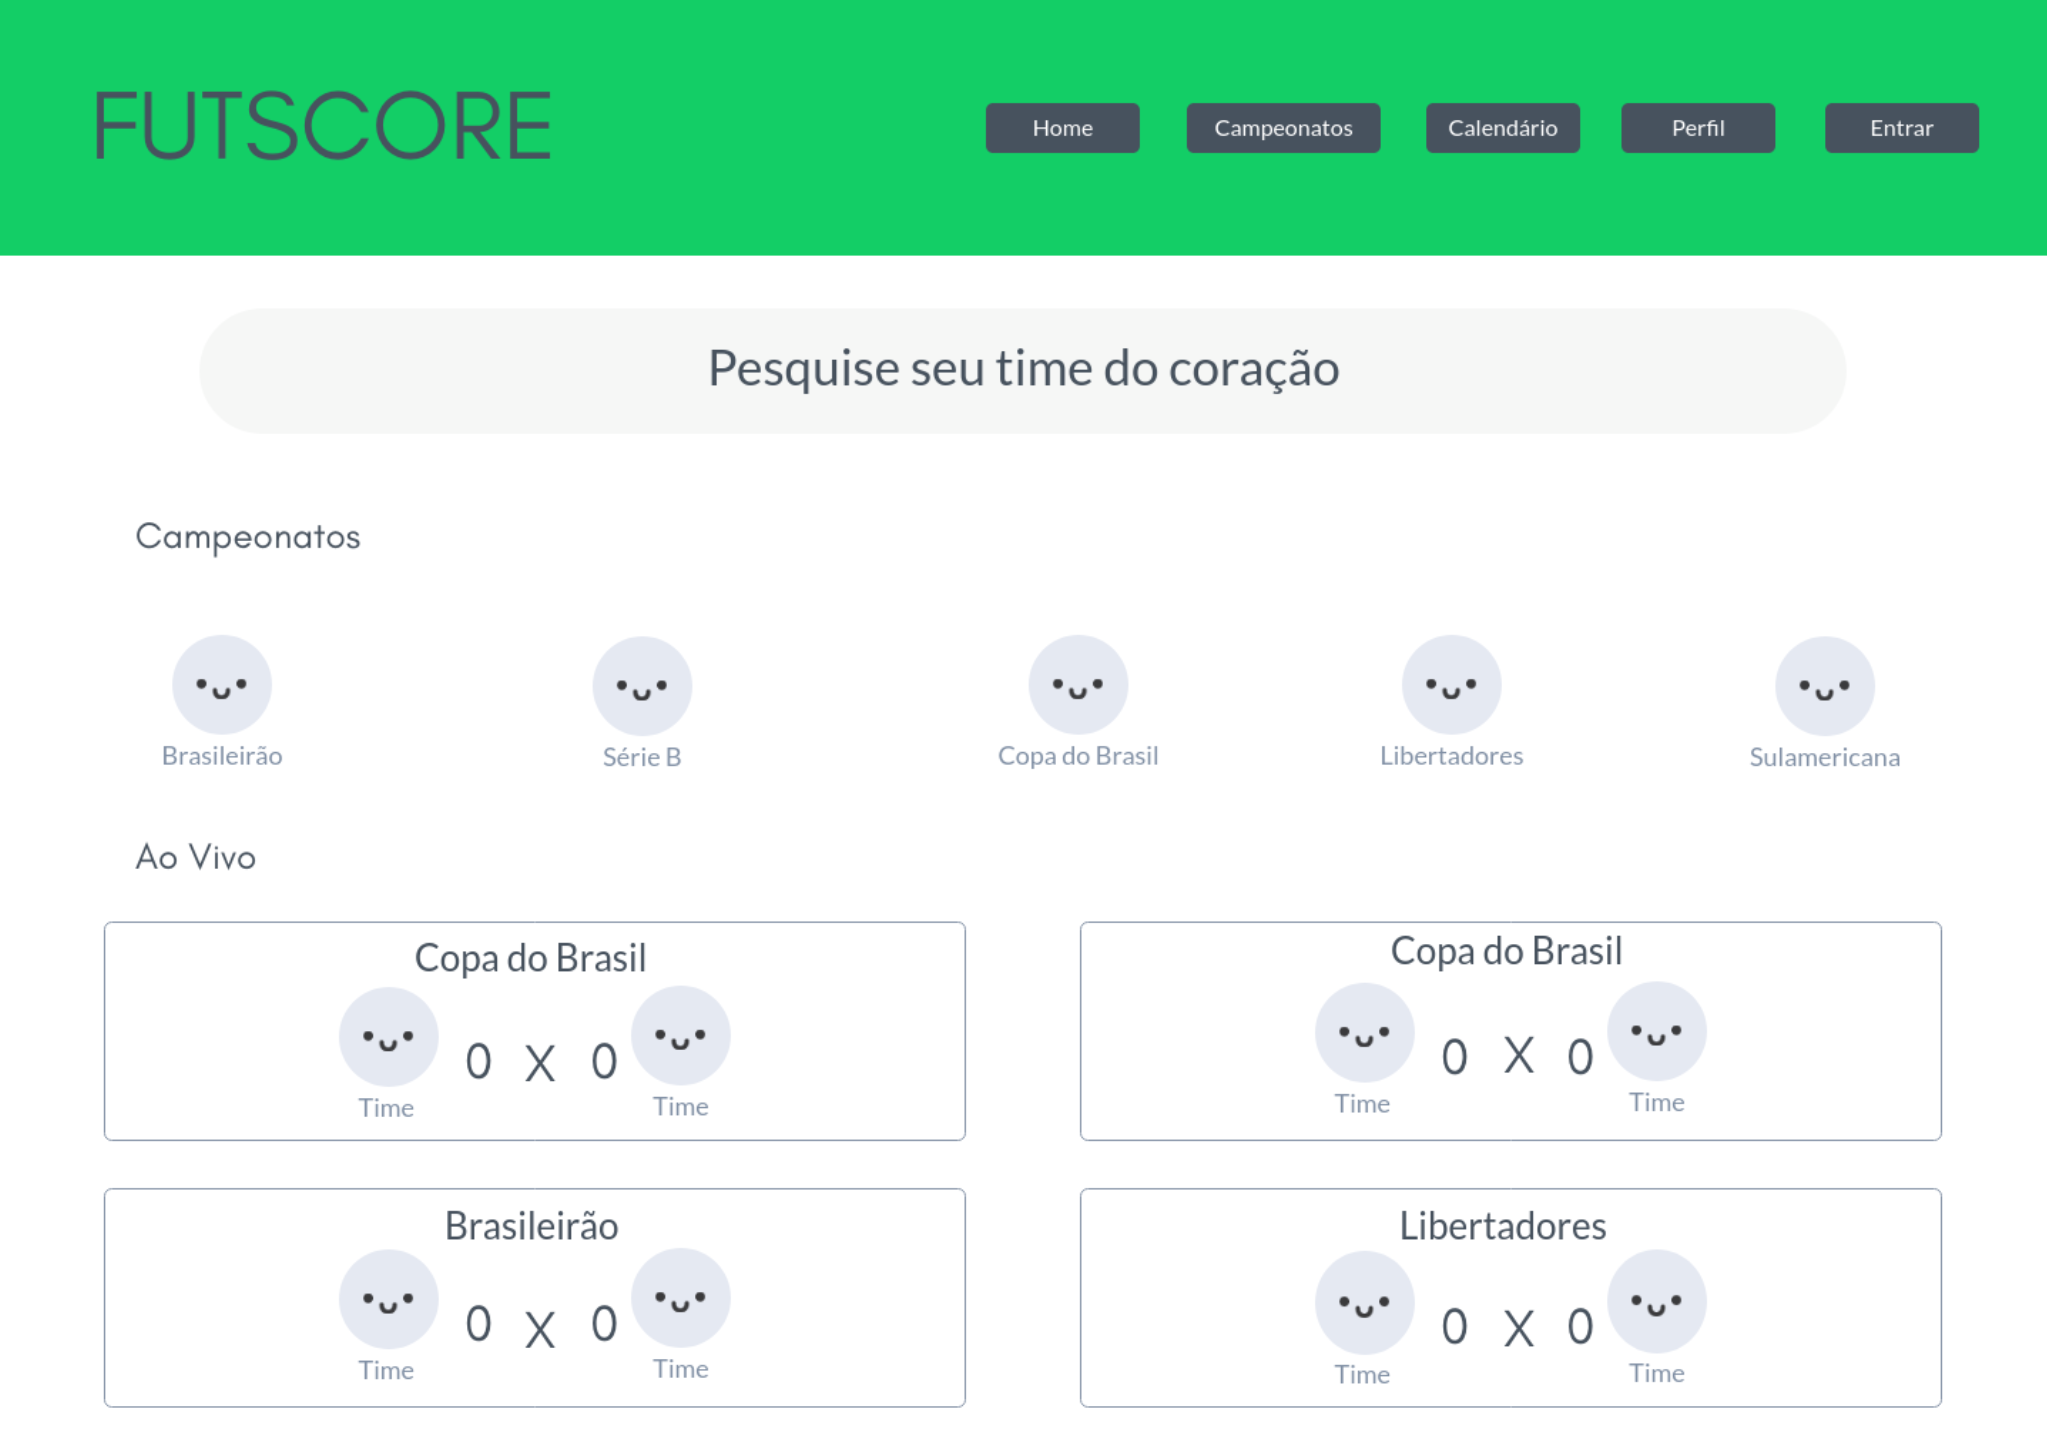 FUTSCORE
Home Campeonatos Calendário Perfil Entrar
Pesquise seu time do coração
Campeonatos
Brasileirão Série B Copa do Brasil Libertadores Sulamericana
Ao Vivo
Copa do Brasil
0 X 0
Time Time
Copa do Brasil
0 X 0
Time Time
Brasileirão
0 X 0
Time Time
Libertadores
0 X 0
Time Time